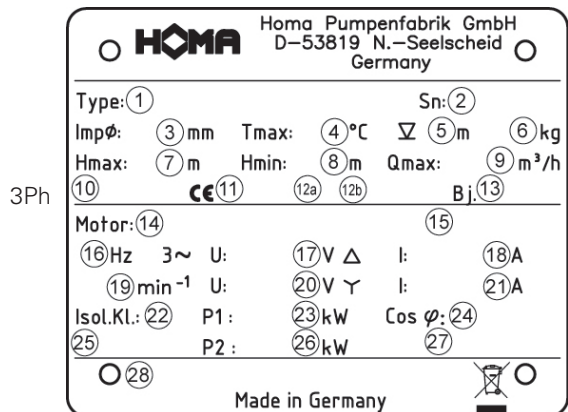 HOMA
Homa Pumpenfabrik GmbH
D-53819 N.-Seelscheid
Germany
Type: 1 Sn: 2
Impø: 3 mm Tmax: 4 °C ∇ 5 m 6 kg
Hmax: 7 m Hmin: 8 m Qmax: 9 m³/h
3Ph
10 CE 11 12a 12b Bj. 13
Motor: 14 15
16 Hz 3~ U: 17 V △ I: 18 A
19 min⁻¹ U: 20 V Y I: 21 A
Isol.Kl.: 22 P1: 23 kW Cos φ: 24
25 P2: 26 kW 27
28
Made in Germany